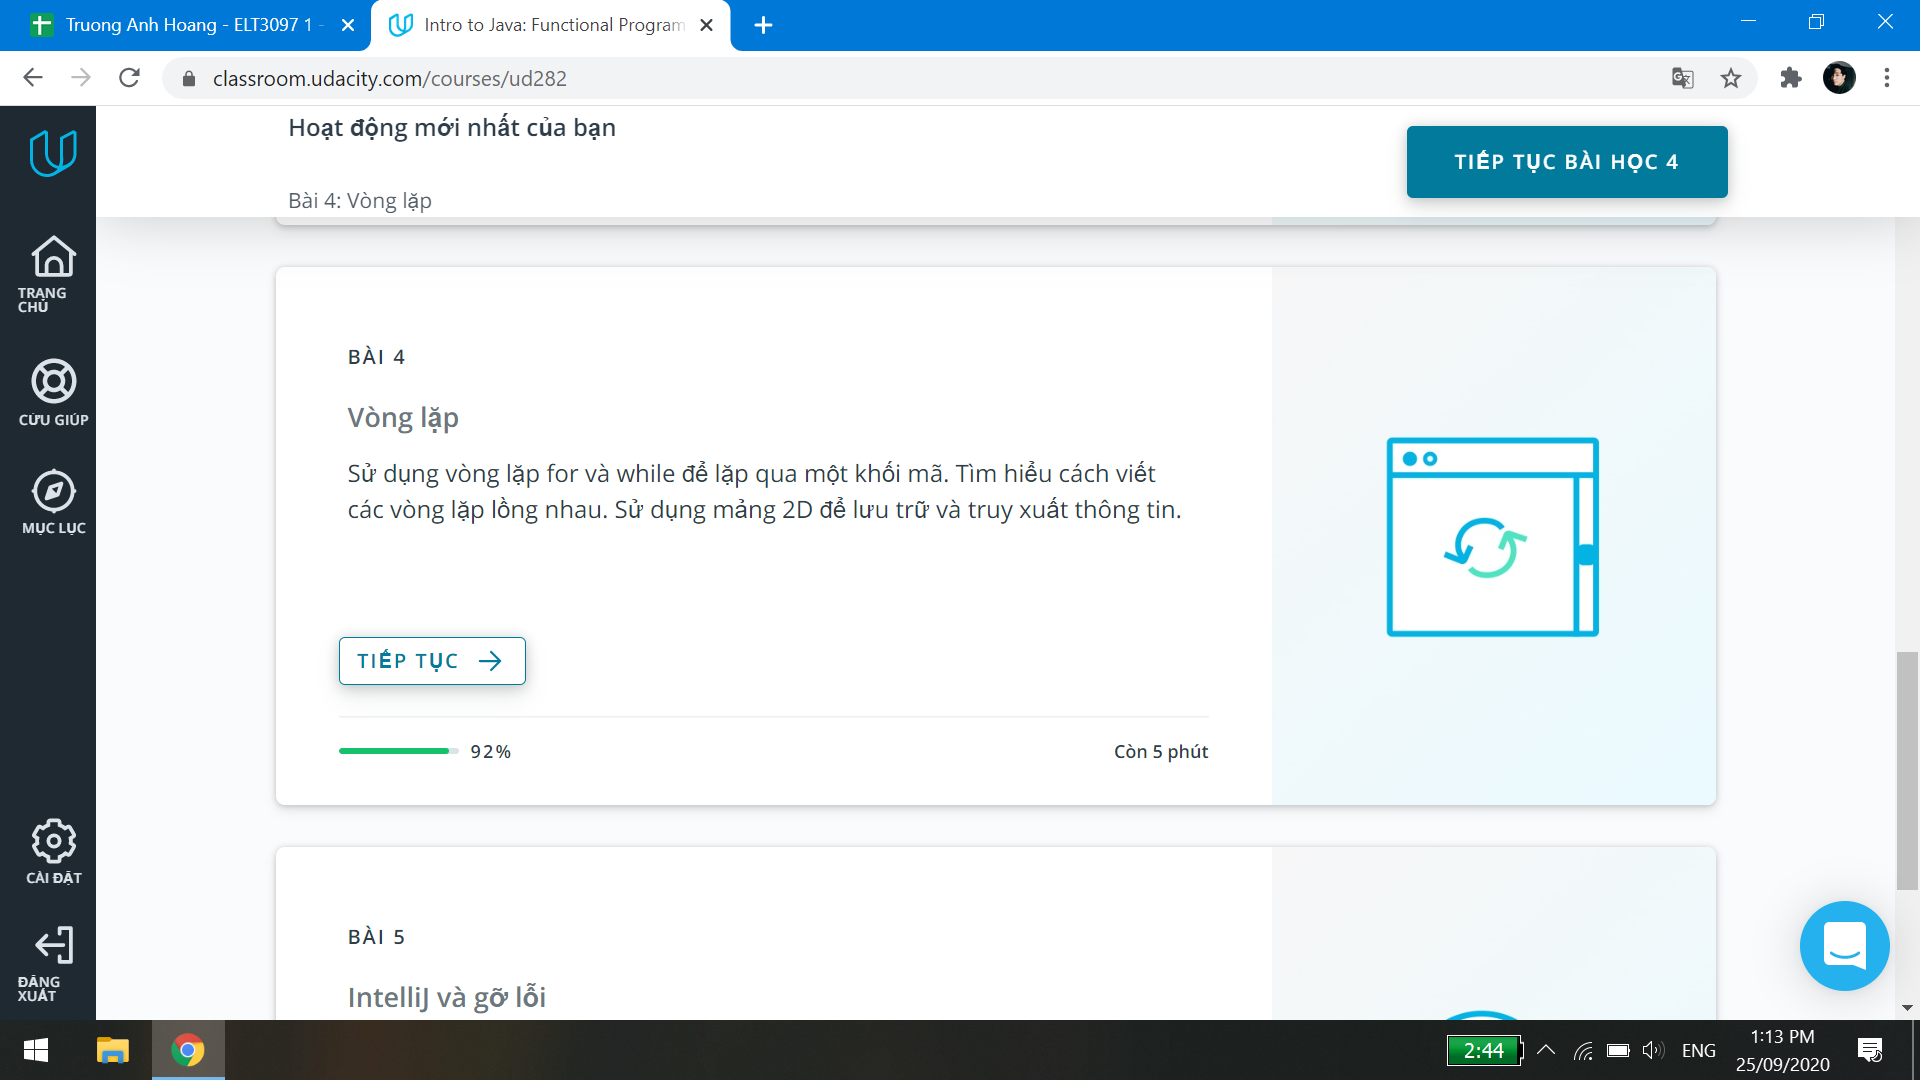 Truong Anh Hoang - ELT3097 1 -
Intro to Java: Functional Program
classroom.udacity.com/courses/ud282
Hoạt động mới nhất của bạn
Bài 4: Vòng lặp
TIẾP TỤC BÀI HỌC 4
TRANG
CHỦ
CỨU GIÚP
MỤC LỤC
CÀI ĐẶT
ĐĂNG
XUẤT
BÀI 4
Vòng lặp
Sử dụng vòng lặp for và while để lặp qua một khối mã. Tìm hiểu cách viết
các vòng lặp lồng nhau. Sử dụng mảng 2D để lưu trữ và truy xuất thông tin.
TIẾP TỤC
92%
Còn 5 phút
BÀI 5
IntelliJ và gỡ lỗi
2:44
ENG
1:13 PM
25/09/2020